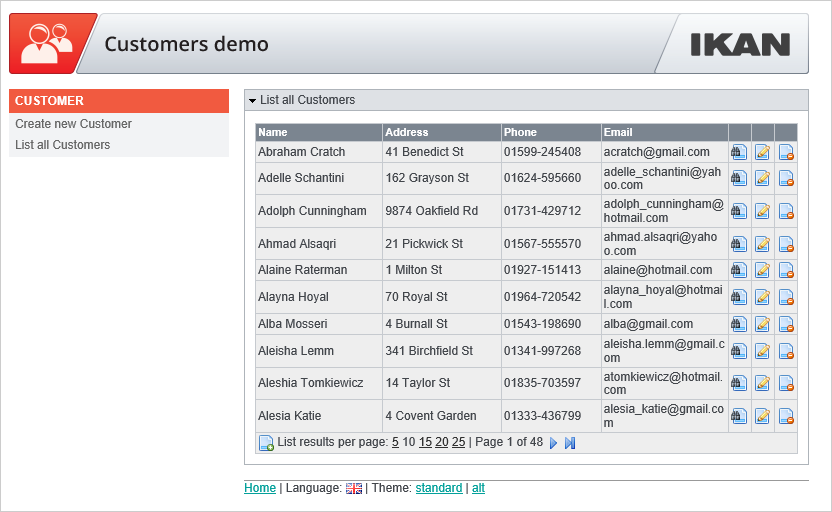 Customers demo
IKAN
CUSTOMER
Create new Customer
List all Customers
List all Customers
Name Address Phone Email
Abraham Cratch 41 Benedict St 01599-245408 acratch@gmail.com
Adelle Schantini 162 Grayson St 01624-595660 adelle_schantini@yah
oo.com
Adolph Cunningham 9874 Oakfield Rd 01731-429712 adolph_cunningham@
hotmail.com
Ahmad Alsaqri 21 Pickwick St 01567-555570 ahmad.alsaqri@yaho
o.com
Alaine Raterman 1 Milton St 01927-151413 alaine@hotmail.com
Alayna Hoyal 70 Royal St 01964-720542 alayna_hoyal@hotmai
l.com
Alba Mosseri 4 Burnall St 01543-198690 alba@gmail.com
Aleisha Lemm 341 Birchfield St 01341-997268 aleisha.lemm@gmail.c
om
Aleshia Tomkiewicz 14 Taylor St 01835-703597 atomkiewicz@hotmail.
com
Alesia Katie 4 Covent Garden 01333-436799 alesia_katie@gmail.co
m
List results per page: 5 10 15 20 25 | Page 1 of 48
Home | Language: | Theme: standard | alt